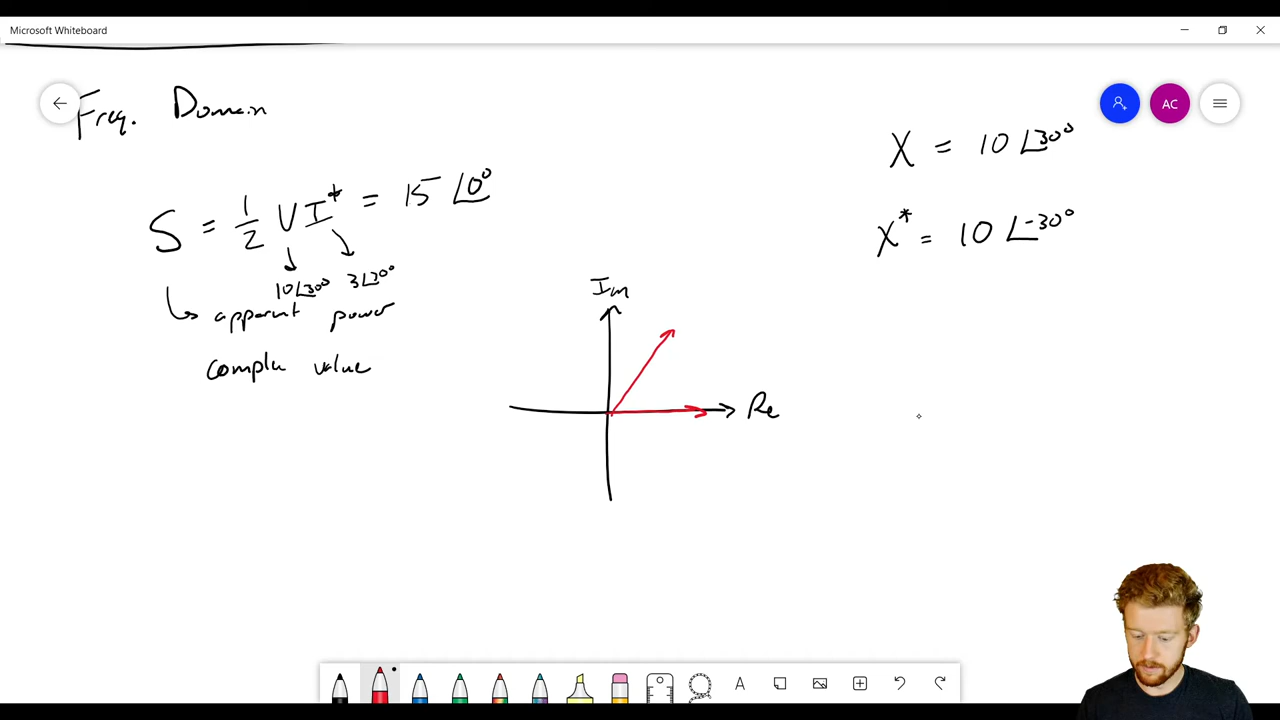 Microsoft Whiteboard
Freq. Domain
AC
X = 10∠30°
S = 1/2 VI* = 15∠0°
X* = 10∠-30°
10∠30° 3∠30°
apparent power
complex value
Im
Re
A